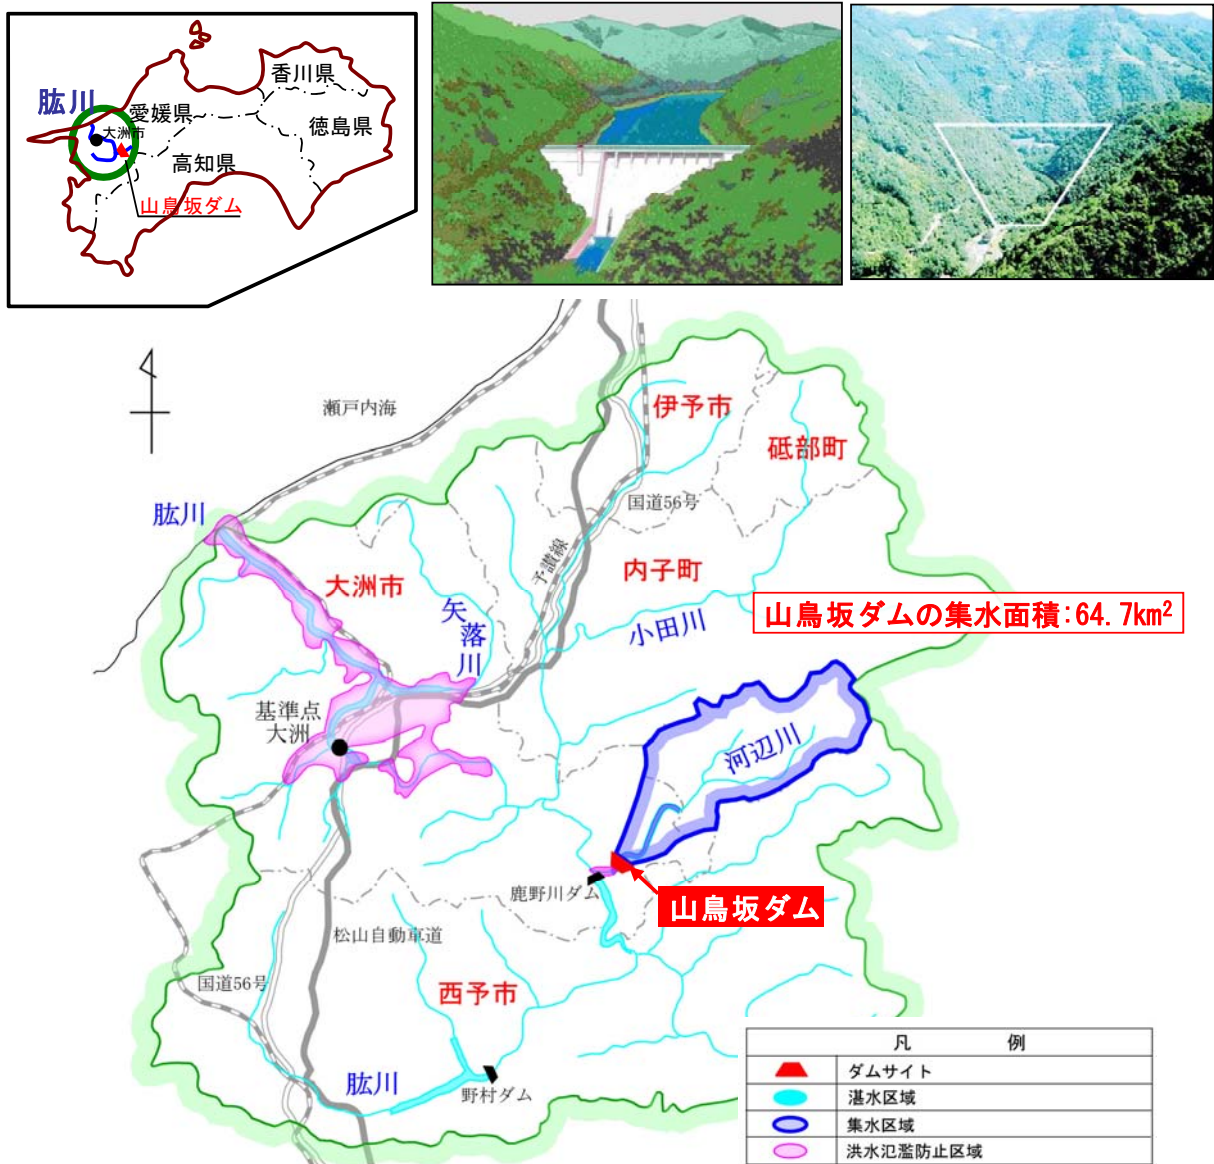 香川県
肱川
愛媛県
徳島県
大洲市
高知県
山鳥坂ダム
瀬戸内海
伊予市
砥部町
国道56号
肱川
予讃線
大洲市
内子町
矢落川
小田川
山鳥坂ダムの集水面積:64.7km²
基準点
大洲
河辺川
鹿野川ダム
山鳥坂ダム
松山自動車道
国道56号
西予市
肱川
野村ダム
凡 例
ダムサイト
湛水区域
集水区域
洪水氾濫防止区域